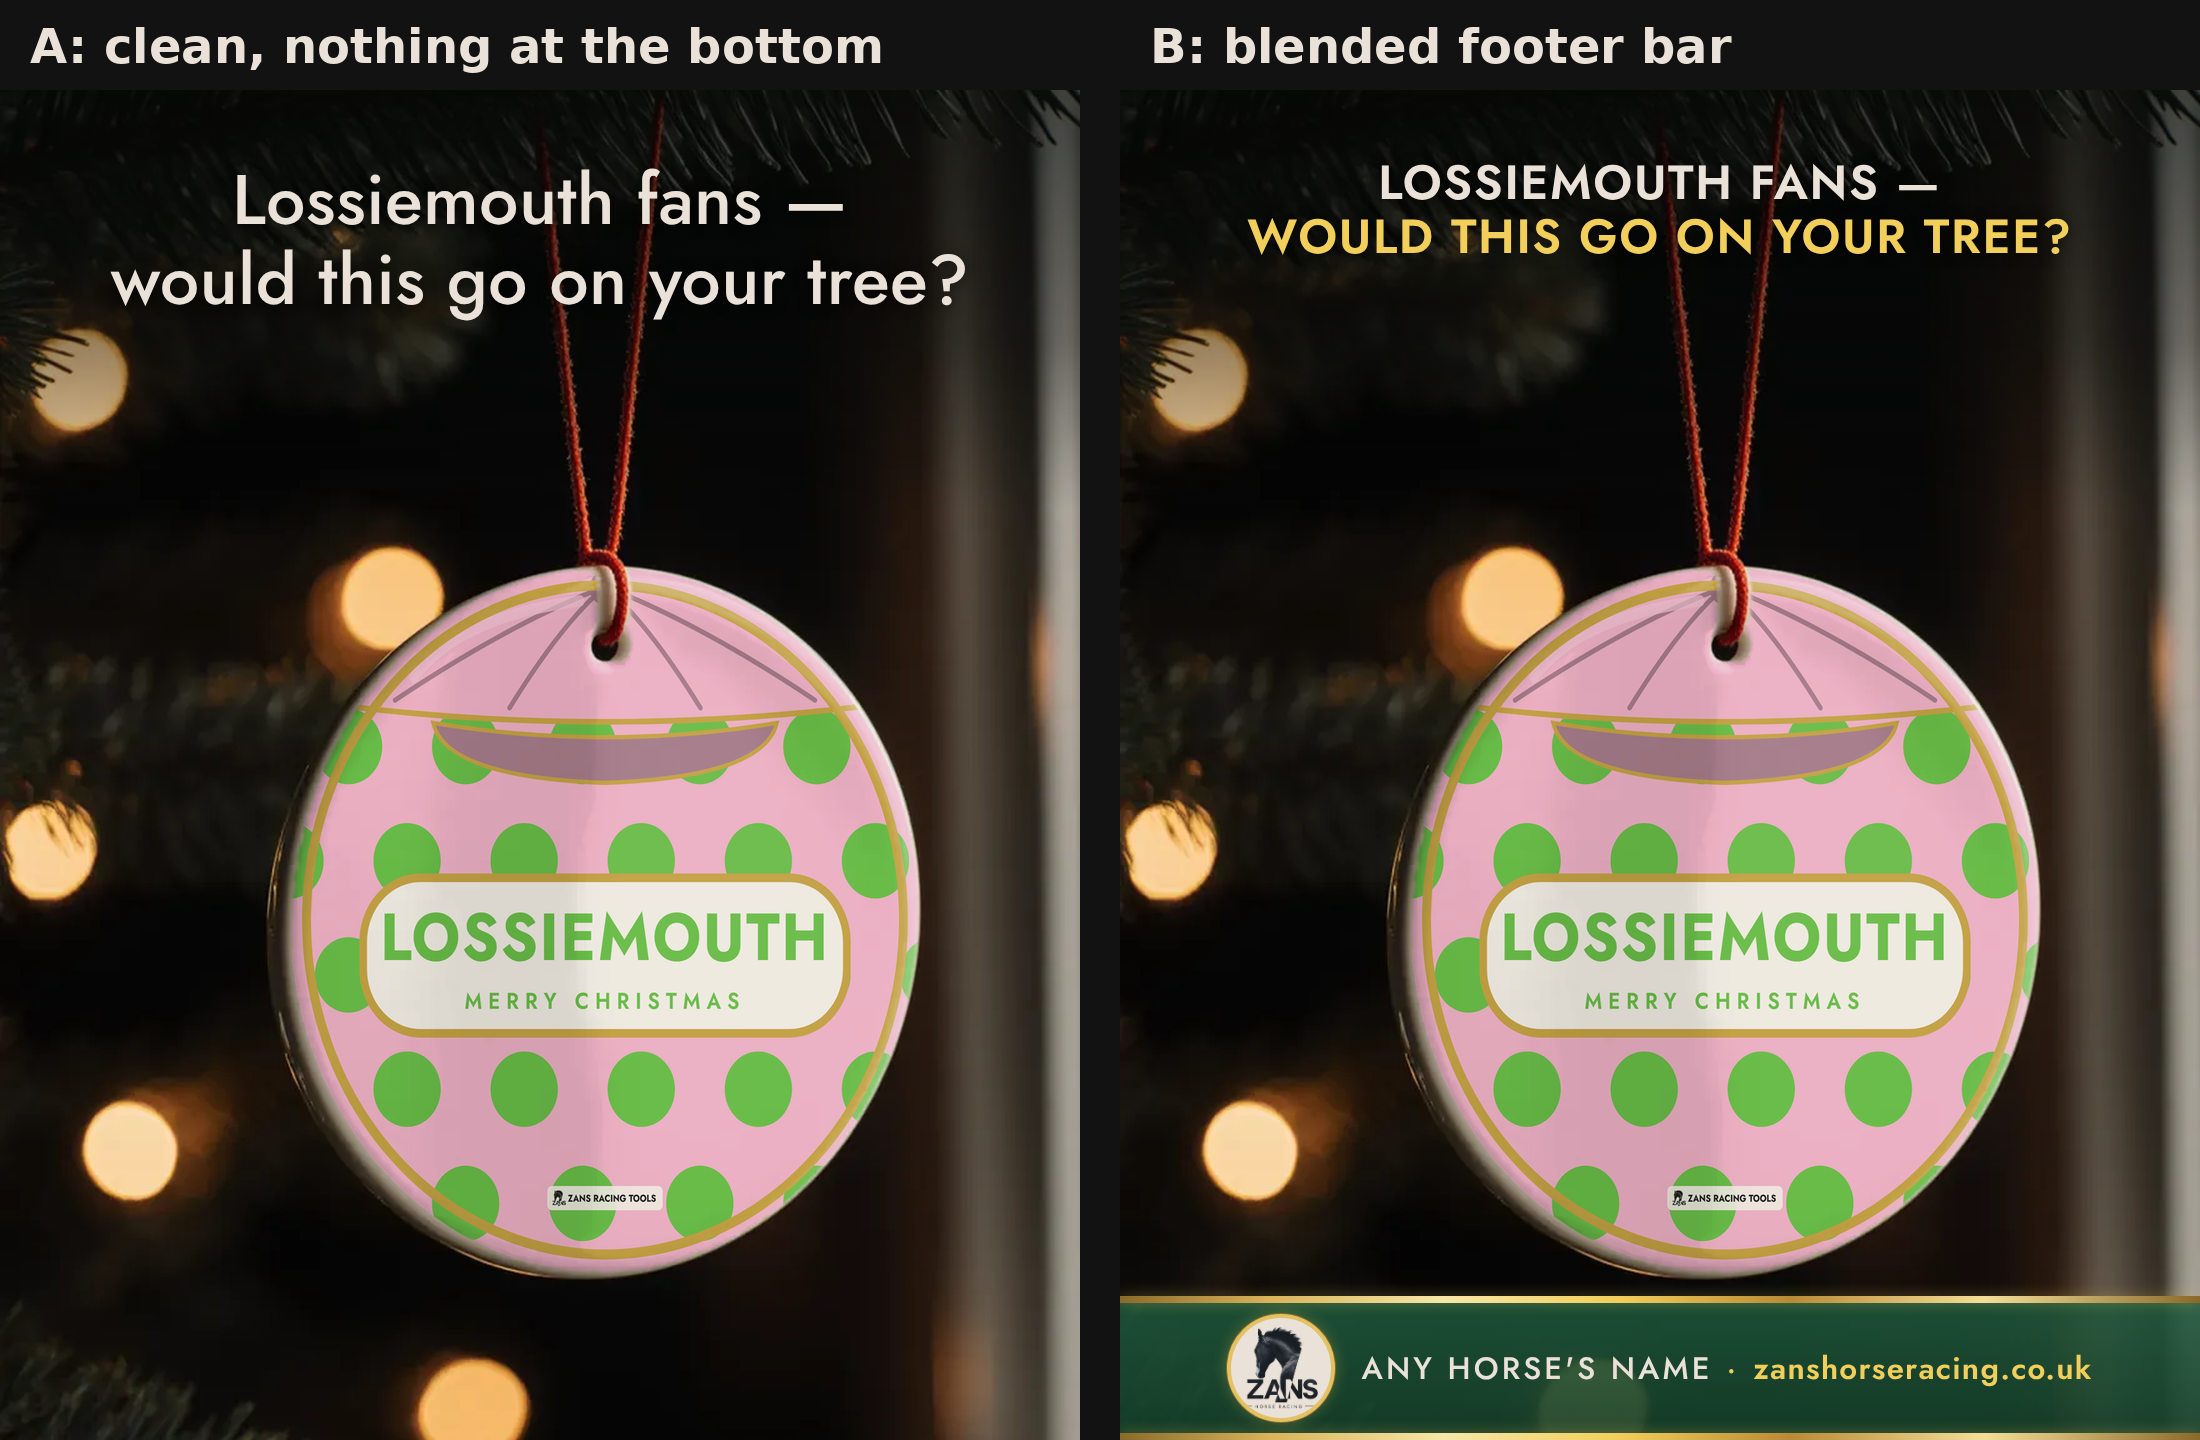 A: clean, nothing at the bottom
Lossiemouth fans —
would this go on your tree?
LOSSIEMOUTH
MERRY CHRISTMAS
ZANS RACING TOOLS
B: blended footer bar
LOSSIEMOUTH FANS —
WOULD THIS GO ON YOUR TREE?
LOSSIEMOUTH
MERRY CHRISTMAS
ZANS RACING TOOLS
ZANS
HORSE RACING
ANY HORSE'S NAME · zanshorseracing.co.uk